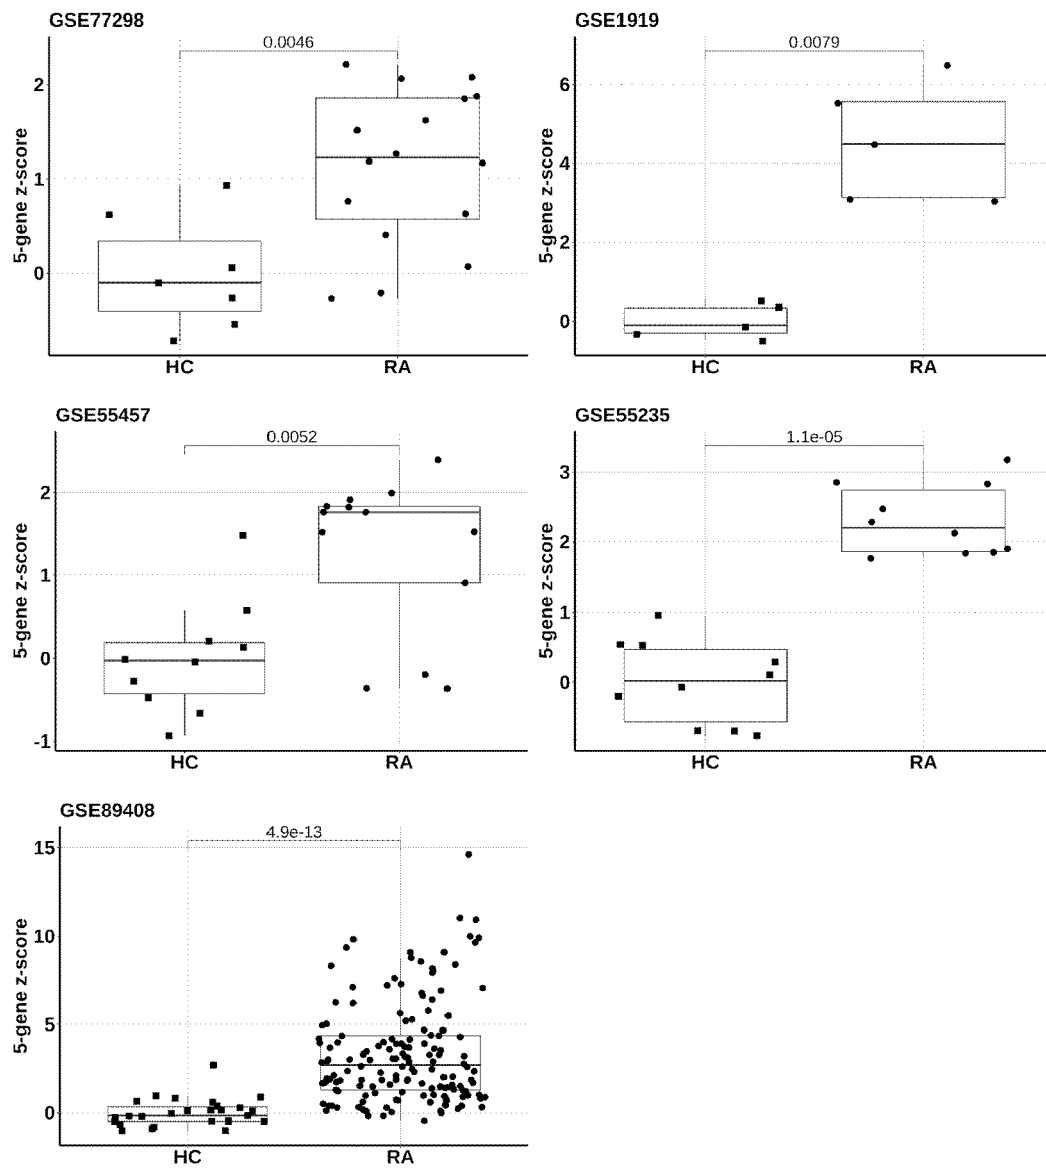 GSE77298
0.0046
5-gene z-score
2
1
0
HC RA
GSE1919
0.0079
5-gene z-score
6
4
2
0
HC RA
GSE55457
0.0052
5-gene z-score
2
1
0
-1
HC RA
GSE55235
1.1e-05
5-gene z-score
3
2
1
0
HC RA
GSE89408
4.9e-13
5-gene z-score
15
10
5
0
HC RA